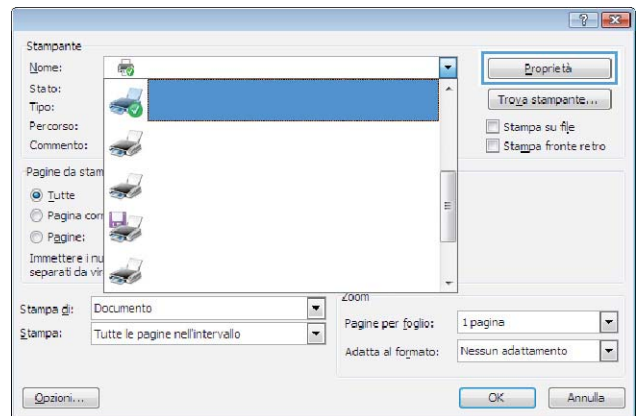 Stampante
Nome:
Proprietà
Stato:
Tipo:
Trova stampante...
Percorso:
Stampa su file
Commento:
Stampa fronte retro
Pagine da stam
Tutte
Pagina corr
Pagine:
Immettere i nu
separati da vir
Zoom
Stampa di:
Documento
Pagine per foglio:
1 pagina
Stampa:
Tutte le pagine nell'intervallo
Adatta al formato:
Nessun adattamento
Opzioni...
OK
Annulla